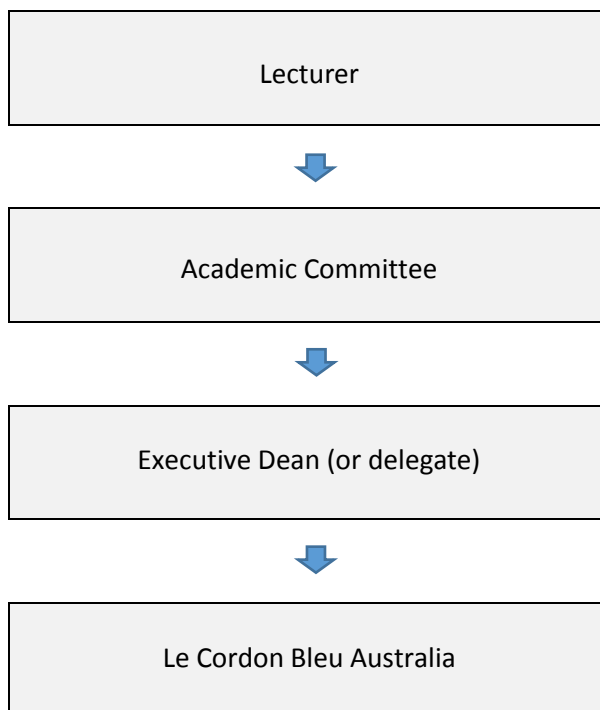 Lecturer
Academic Committee
Executive Dean (or delegate)
Le Cordon Bleu Australia